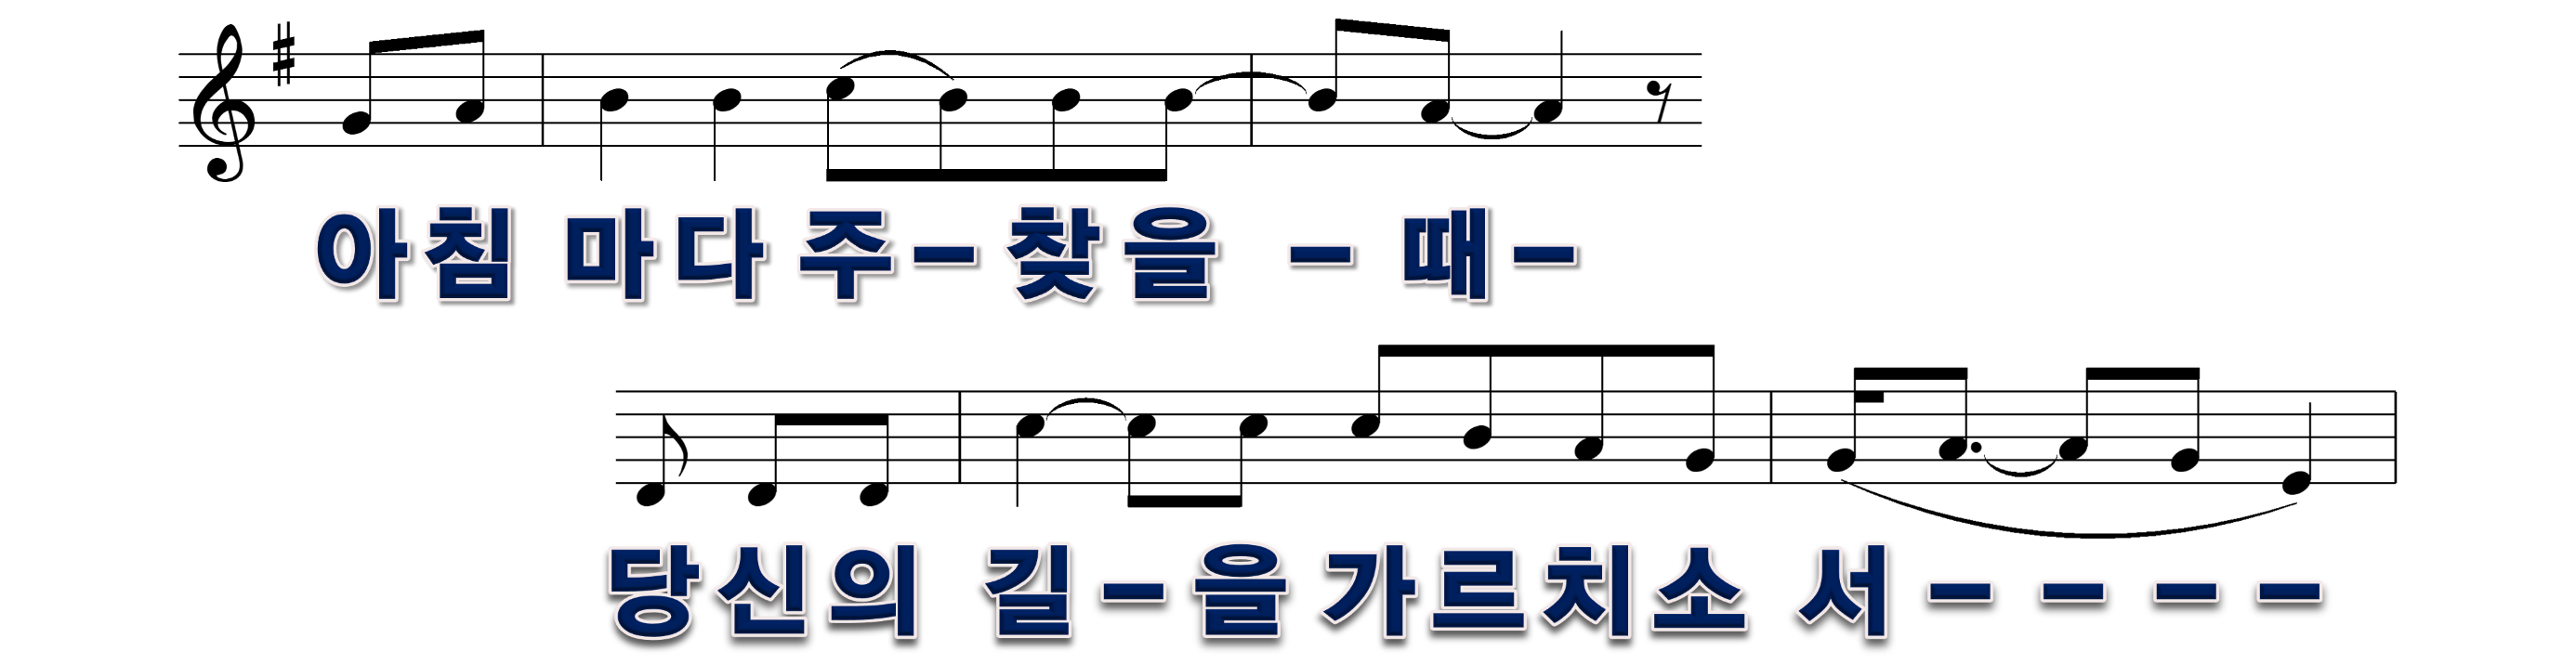 아침 마다 주-찾을 - 때-
당신의 길-을 가르치소 서- - - -